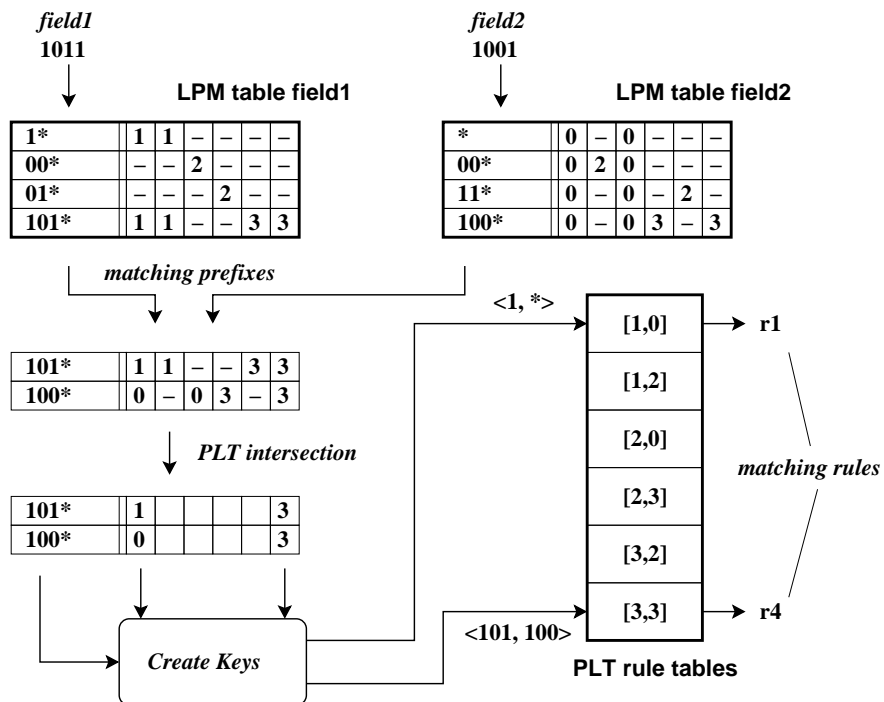 field1
field2
1011
1001
LPM table field1
LPM table field2
1* 1 1 – – – –
* 0 – 0 – – –
00* – – 2 – – –
00* 0 2 0 – – –
01* – – – 2 – –
11* 0 – 0 – 2 –
101* 1 1 – – 3 3
100* 0 – 0 3 – 3
matching prefixes
<1, *>
[1,0]
r1
101* 1 1 – – 3 3
[1,2]
100* 0 – 0 3 – 3
[2,0]
PLT intersection
matching rules
[2,3]
101* 1 3
100* 0 3
[3,2]
[3,3]
r4
<101, 100>
Create Keys
PLT rule tables